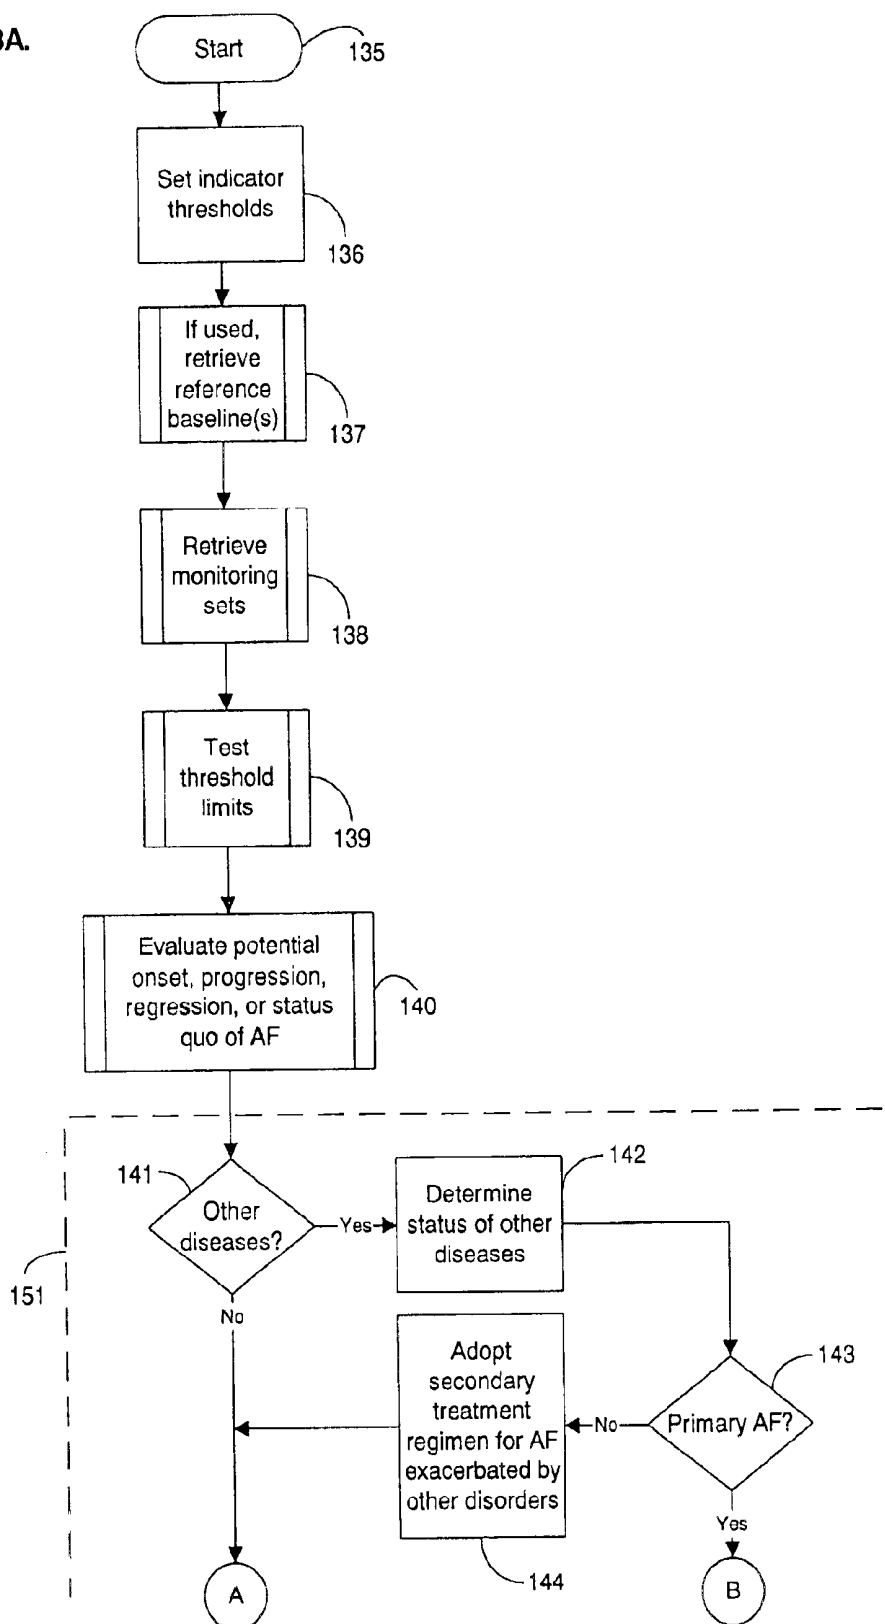 3A.
Start
135
Set indicator
thresholds
136
If used,
retrieve
reference
baseline(s)
137
Retrieve
monitoring
sets
138
Test
threshold
limits
139
Evaluate potential
onset, progression,
regression, or status
quo of AF
140
141
Other
diseases?
Yes
142
Determine
status of other
diseases
151
No
143
Primary AF?
No
Adopt
secondary
treatment
regimen for AF
exacerbated by
other disorders
144
Yes
A
B